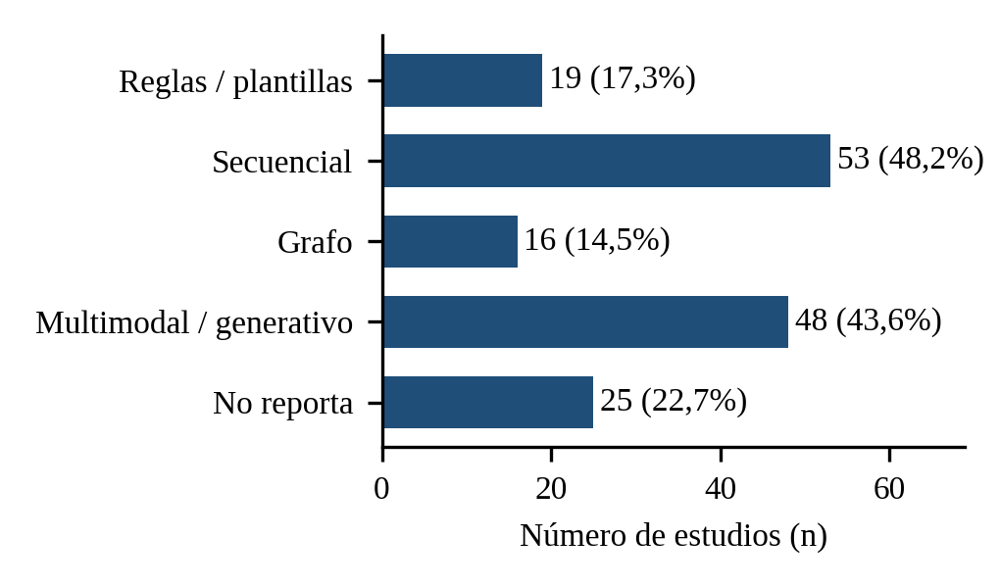 Reglas / plantillas 19 (17,3%)
Secuencial 53 (48,2%)
Grafo 16 (14,5%)
Multimodal / generativo 48 (43,6%)
No reporta 25 (22,7%)
0 20 40 60
Número de estudios (n)